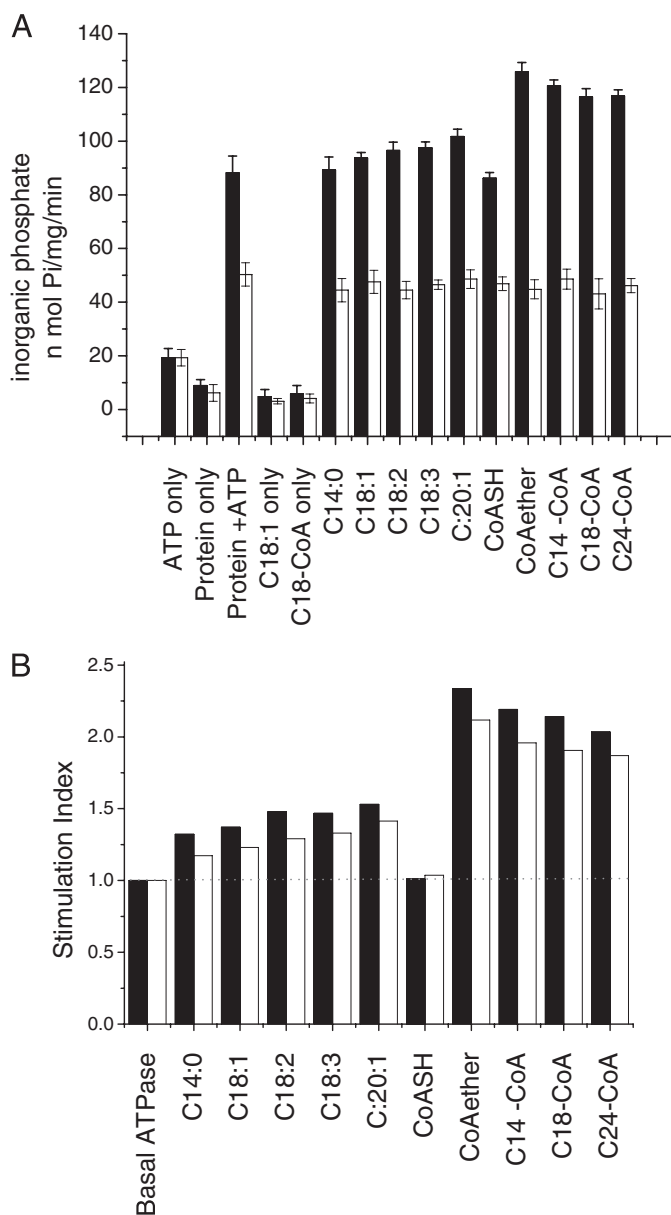 A
140
120
100
80
60
40
20
0
inorganic phosphate
n mol Pi/mg/min
ATP only
Protein only
Protein +ATP
C18:1 only
C18-CoA only
C14:0
C18:1
C18:2
C18:3
C:20:1
CoASH
CoAether
C14 -CoA
C18-CoA
C24-CoA
B
2.5
2.0
1.5
1.0
0.5
0.0
Stimulation Index
Basal ATPase
C14:0
C18:1
C18:2
C18:3
C:20:1
CoASH
CoAether
C14 -CoA
C18-CoA
C24-CoA